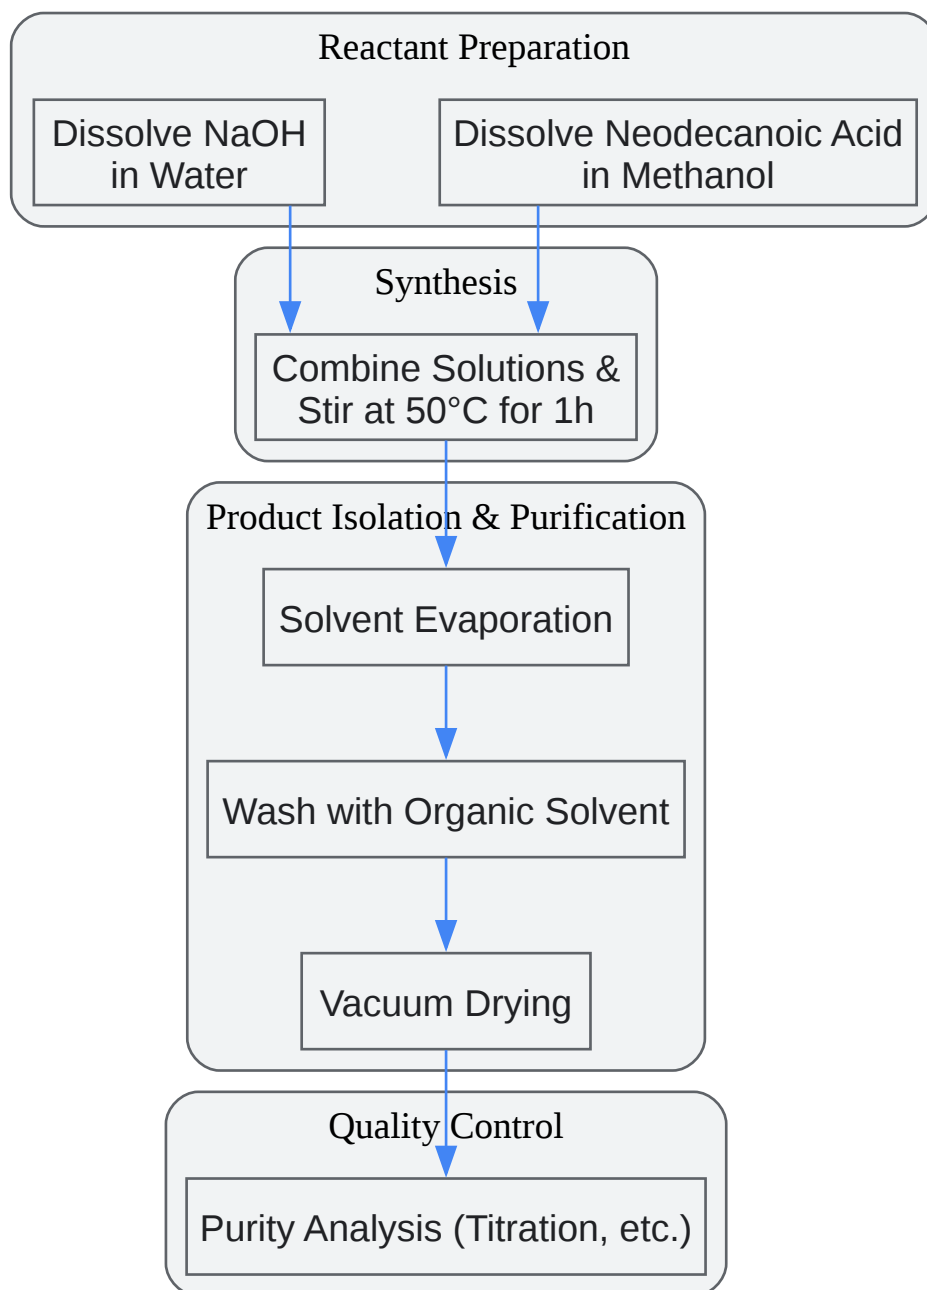 Reactant Preparation
Dissolve NaOH
in Water
Dissolve Neodecanoic Acid
in Methanol
Synthesis
Combine Solutions &
Stir at 50°C for 1h
Product Isolation & Purification
Solvent Evaporation
Wash with Organic Solvent
Vacuum Drying
Quality Control
Purity Analysis (Titration, etc.)